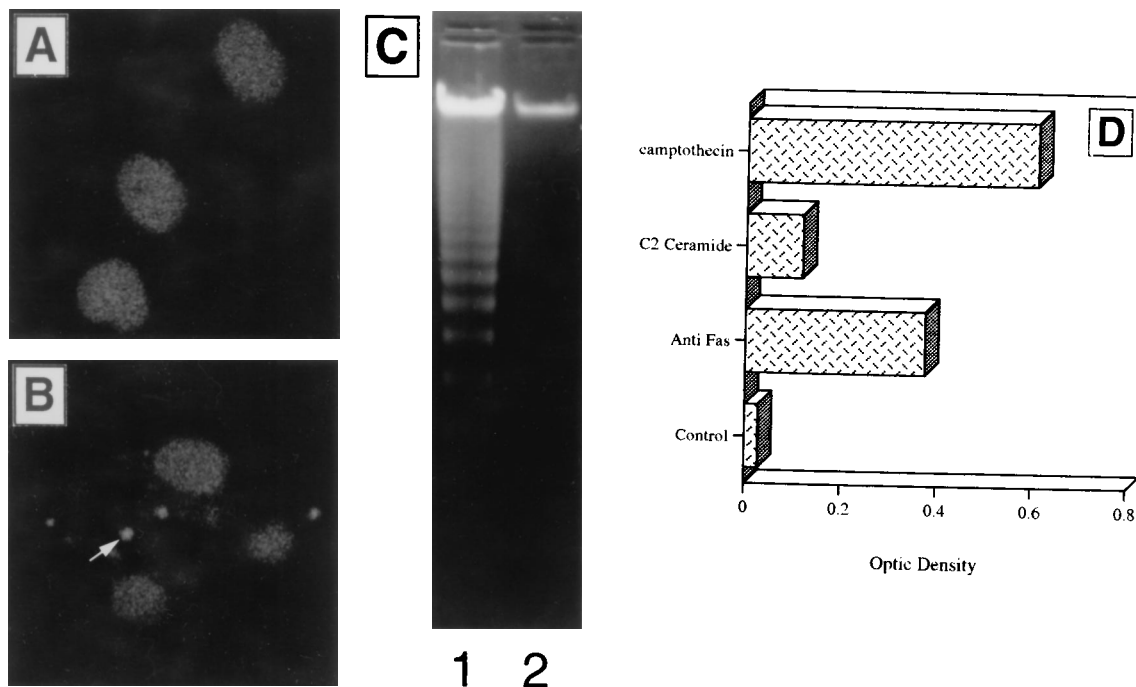 A
B
C
1 2
D
camptothecin
C2 Ceramide
Anti Fas
Control
0 0.2 0.4 0.6 0.8
Optic Density